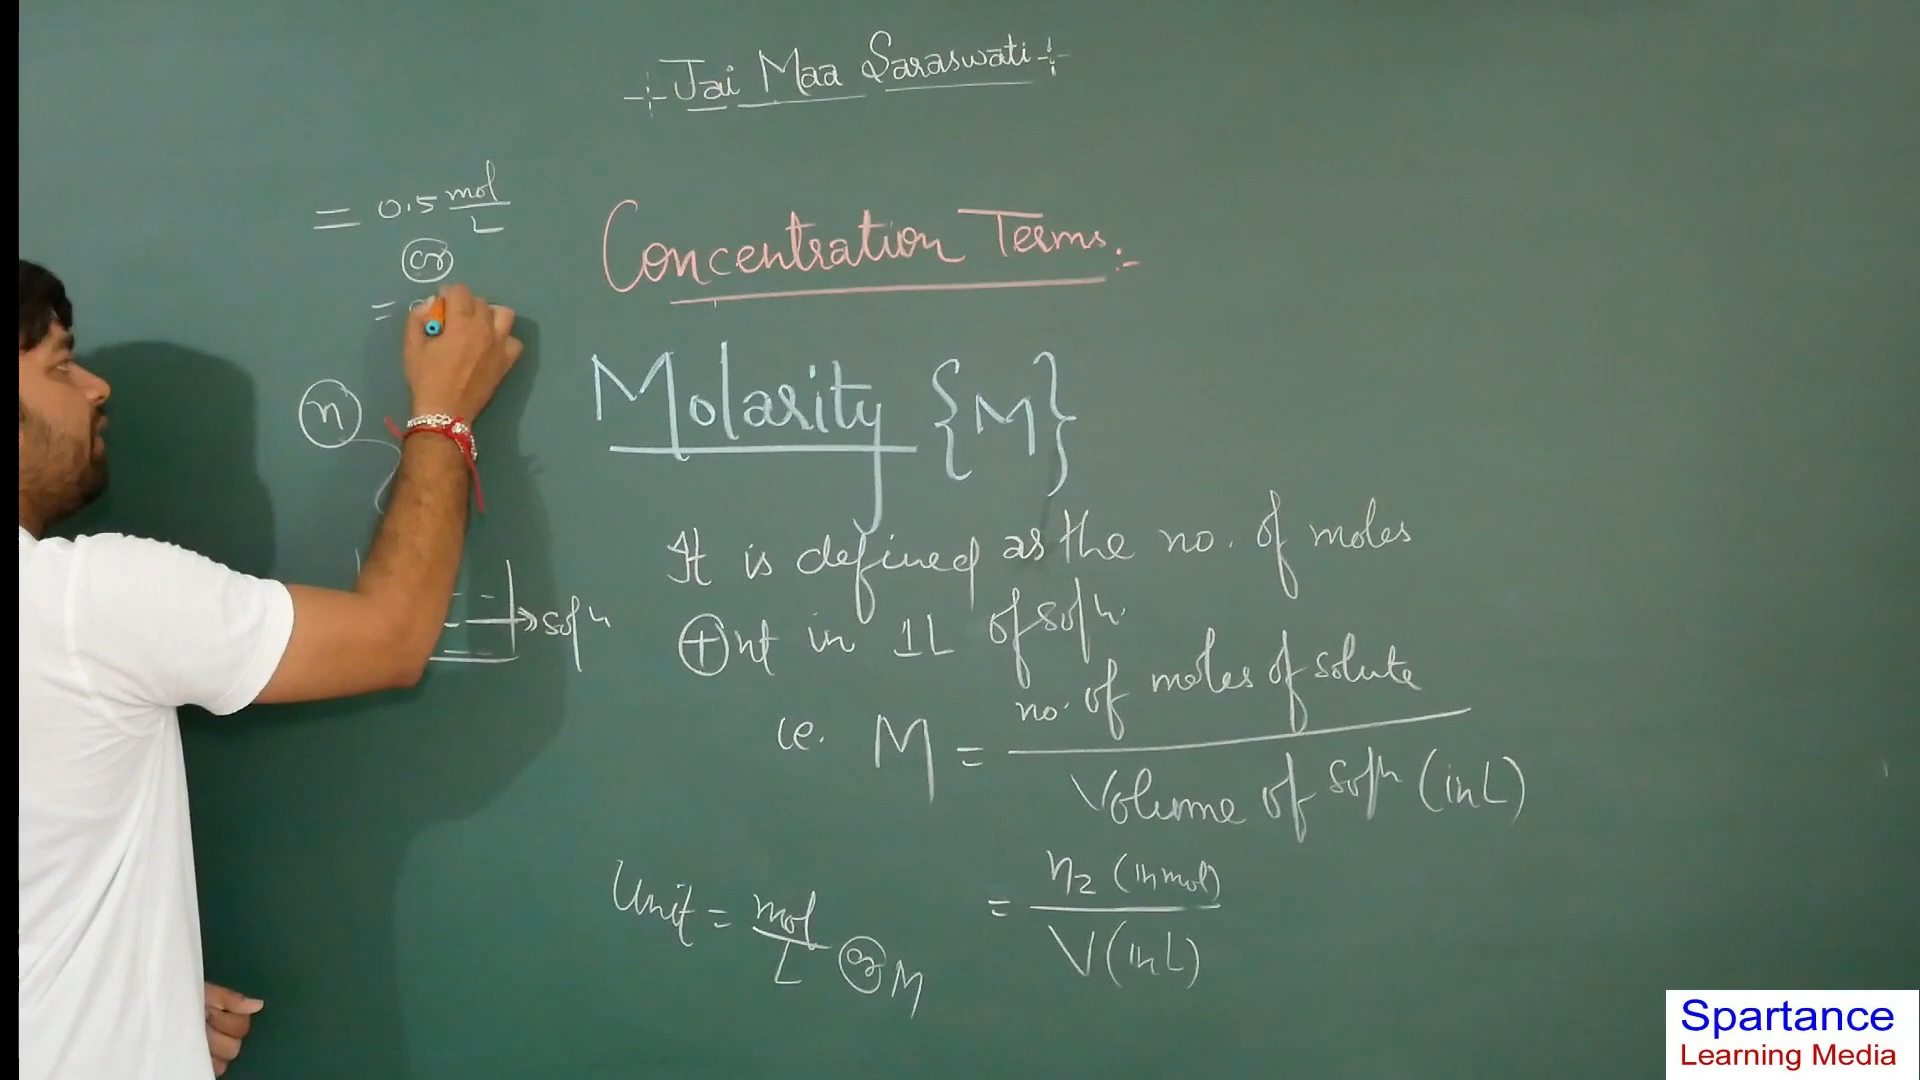 Jai Maa Saraswati
= 0.5 mol/L
or
=
n
→ sol^n
Concentration Terms :-
Molarity {M}
It is defined as the no. of moles
⊕nt in 1L of sol^n.
i.e. M = no. of moles of solute / Volume of sol^n (in L)
= n₂ (in mol) / V (in L)
Unit = mol/L or M
Spartance
Learning Media